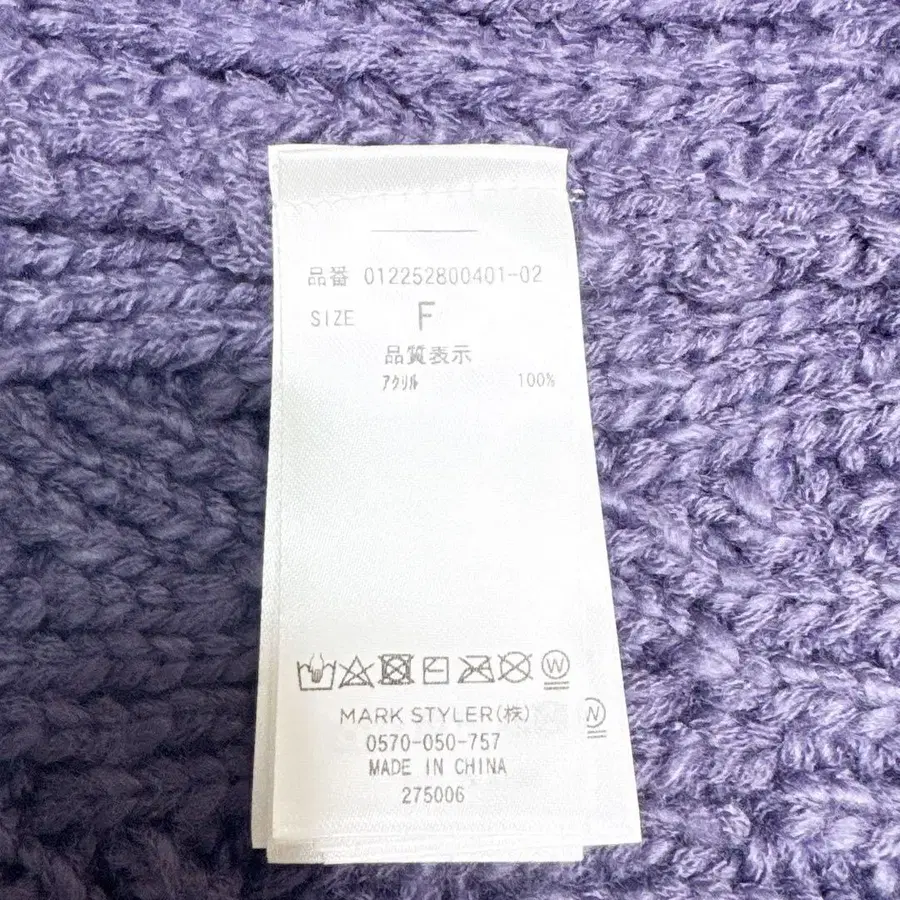 品番 012252800401-02
SIZE F
品質表示
アクリル 100%
W
MARK STYLER(株)
0570-050-757
MADE IN CHINA
275006